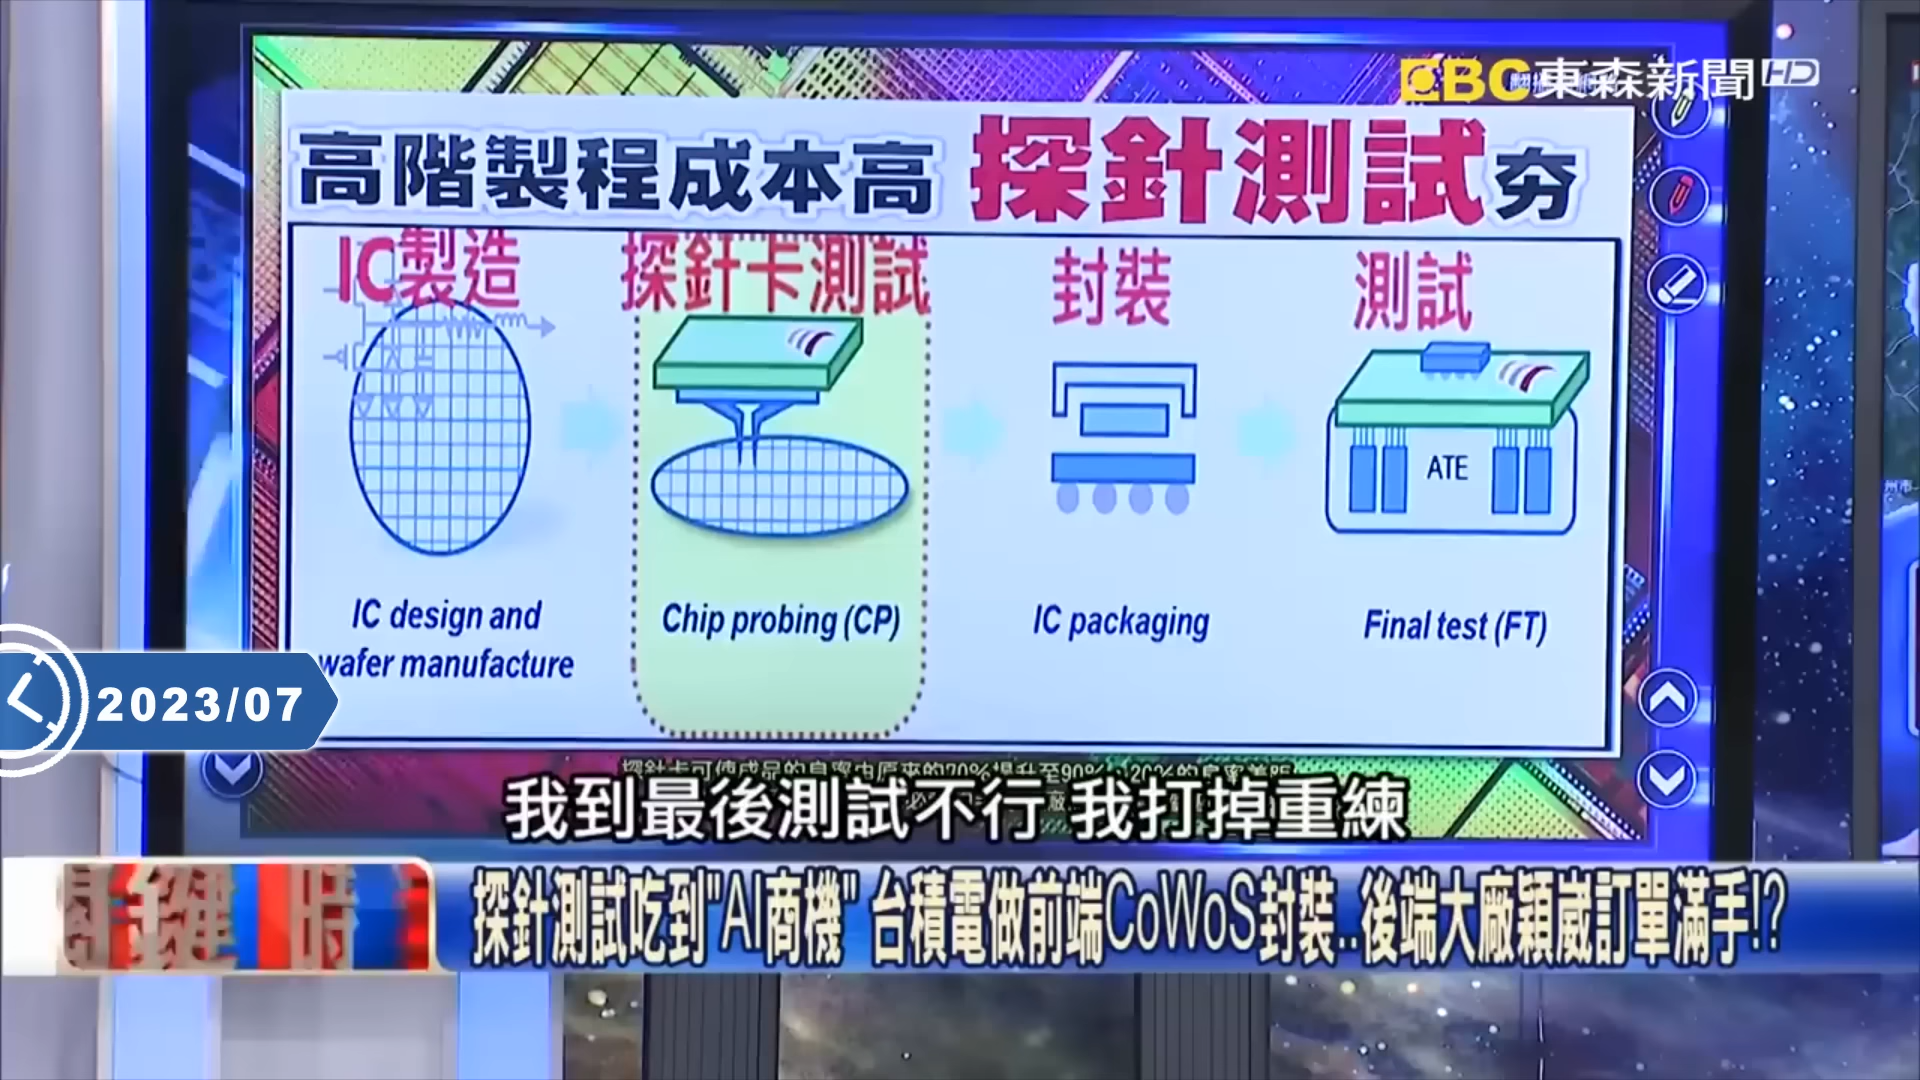 EBC東森新聞HD
高階製程成本高 探針測試夯
IC製造
探針卡測試
封裝
測試
ATE
IC design and
wafer manufacture
Chip probing (CP)
IC packaging
Final test (FT)
2023/07
我到最後測試不行 我打掉重練
關鍵時
探針測試吃到"AI商機" 台積電做前端CoWoS封裝..後端大廠穎崴訂單滿手!?